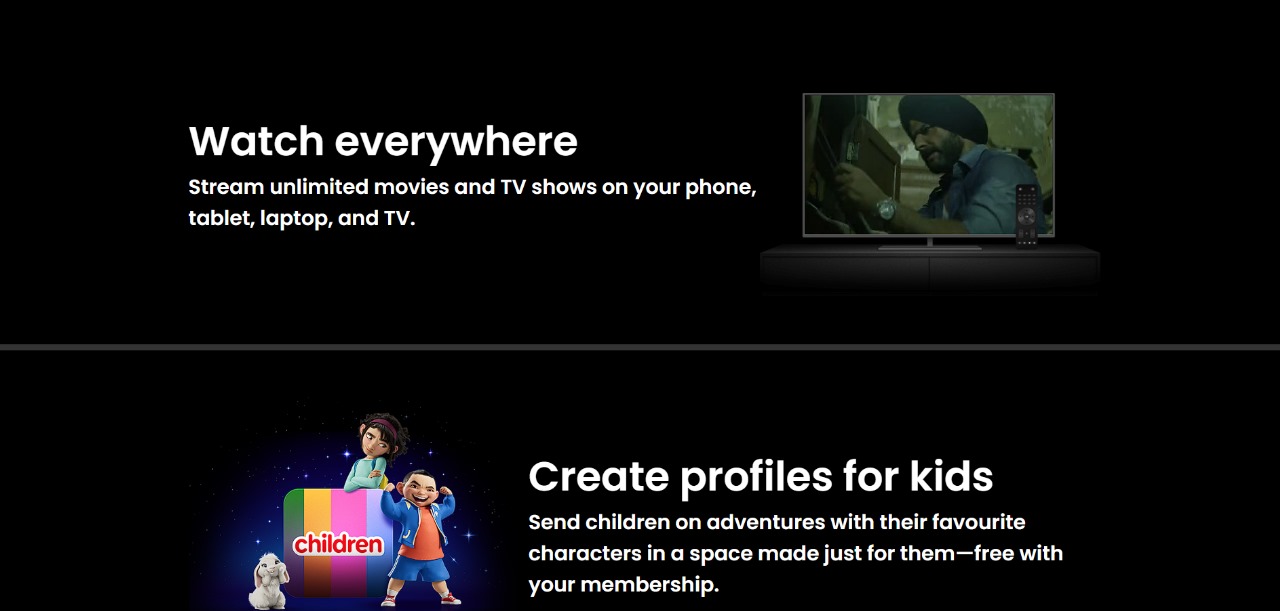 Watch everywhere
Stream unlimited movies and TV shows on your phone,
tablet, laptop, and TV.
children
Create profiles for kids
Send children on adventures with their favourite
characters in a space made just for them—free with
your membership.